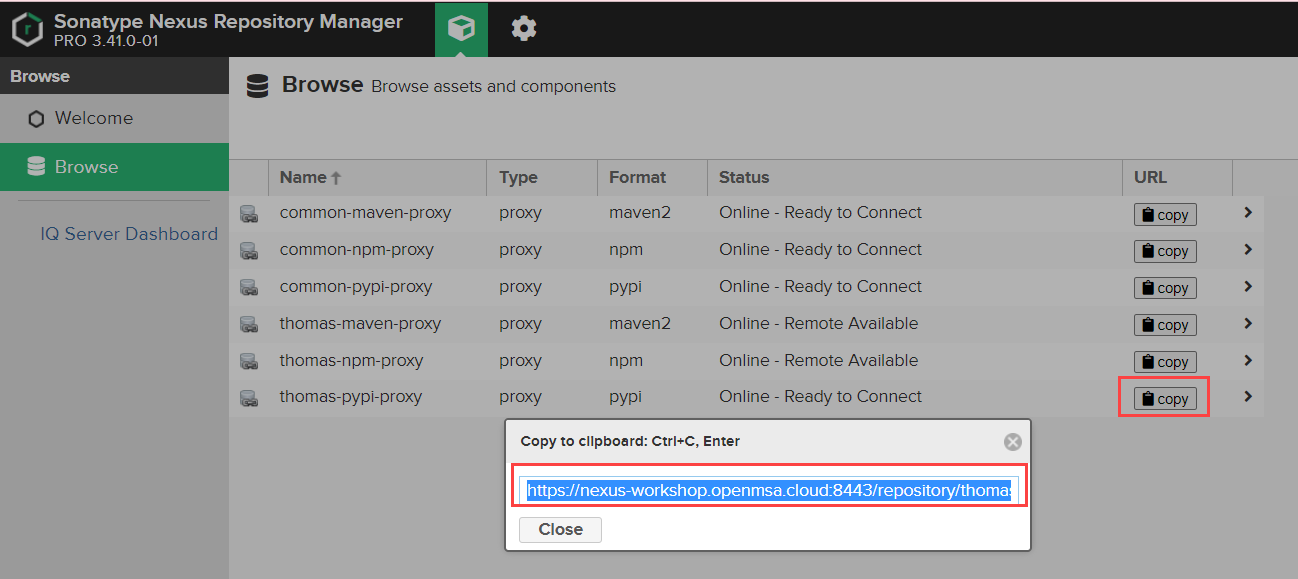 Sonatype Nexus Repository Manager
PRO 3.41.0-01
Browse
Welcome
Browse
IQ Server Dashboard
Browse Browse assets and components
Name Type Format Status URL
common-maven-proxy proxy maven2 Online - Ready to Connect copy
common-npm-proxy proxy npm Online - Ready to Connect copy
common-pypi-proxy proxy pypi Online - Ready to Connect copy
thomas-maven-proxy proxy maven2 Online - Remote Available copy
thomas-npm-proxy proxy npm Online - Remote Available copy
thomas-pypi-proxy proxy pypi Online - Ready to Connect copy
Copy to clipboard: Ctrl+C, Enter
https://nexus-workshop.openmsa.cloud:8443/repository/thomas
Close